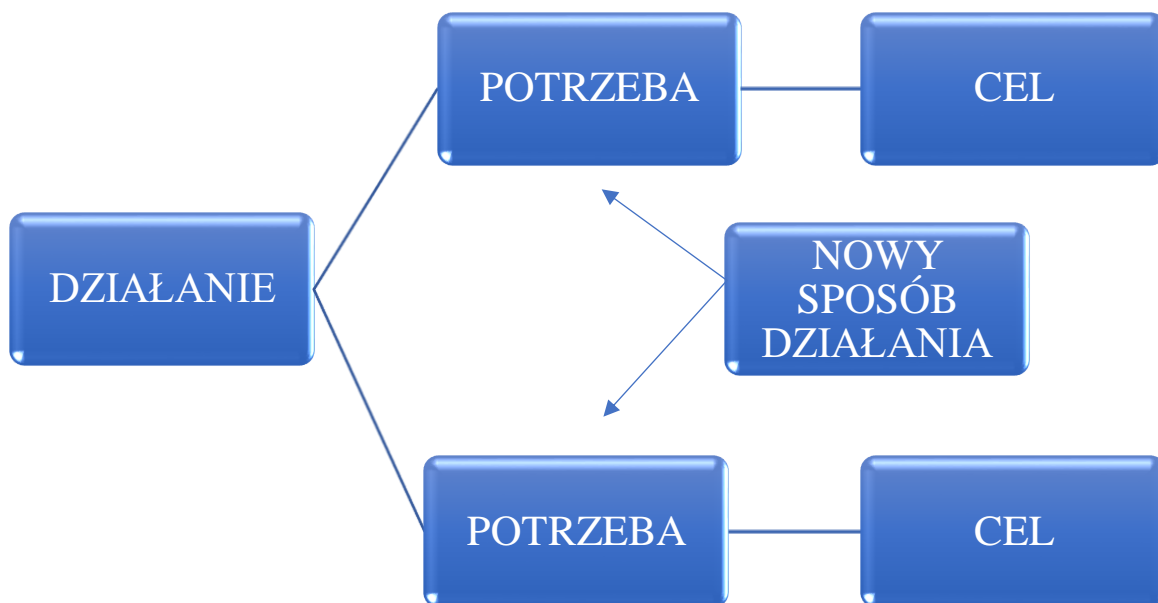 POTRZEBA
CEL
DZIAŁANIE
NOWY
SPOSÓB
DZIAŁANIA
POTRZEBA
CEL